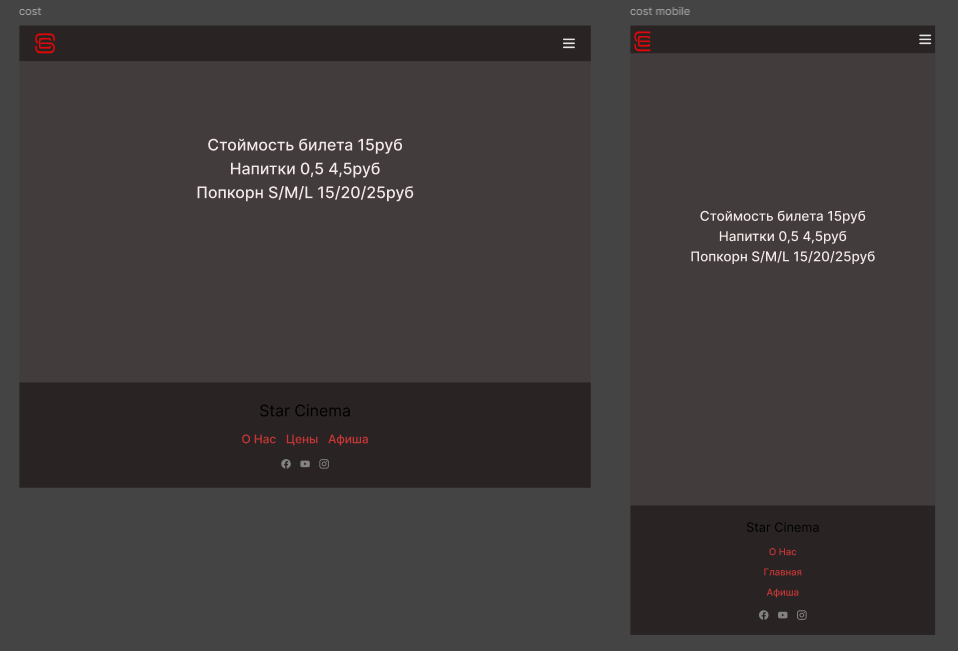 cost
Стоймость билета 15руб
Напитки 0,5 4,5руб
Попкорн S/M/L 15/20/25руб
Star Cinema
О Нас Цены Афиша
cost mobile
Стоймость билета 15руб
Напитки 0,5 4,5руб
Попкорн S/M/L 15/20/25руб
Star Cinema
О Нас
Главная
Афиша